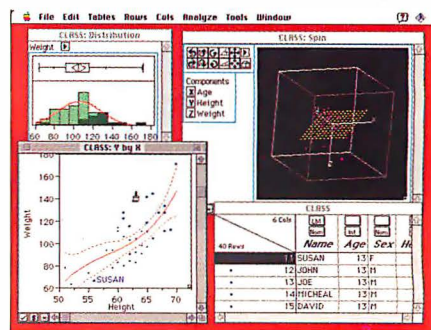 File Edit Tables Rows Cols Analyze Tools Window
CLASS: Distribution
Weight
60 80 100 120 140 160 180
CLASS: Spin
Components
X Age
Y Height
Z Weight
CLASS: Y by X
180
160
140
120
100
80
60
Weight
SUSAN
50 55 60 65 70
Height
CLASS
6 Cols
40 Rows
Name Age Sex He
11 SUSAN 13 F
12 JOHN 13 M
13 JOE 13 M
14 MICHEAL 13 M
15 DAVID 13 M